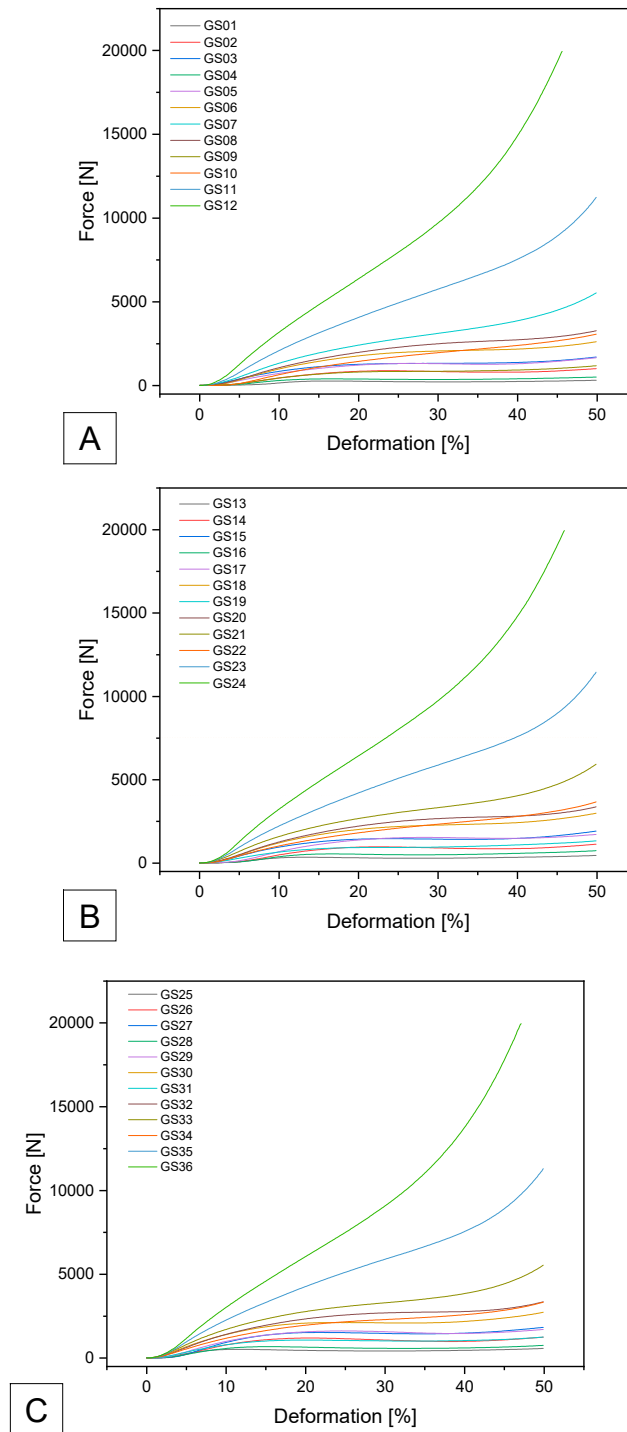 20000
15000
10000
5000
0
Force [N]
GS01
GS02
GS03
GS04
GS05
GS06
GS07
GS08
GS09
GS10
GS11
GS12
0 10 20 30 40 50
Deformation [%]
A
20000
15000
10000
5000
0
Force [N]
GS13
GS14
GS15
GS16
GS17
GS18
GS19
GS20
GS21
GS22
GS23
GS24
0 10 20 30 40 50
Deformation [%]
B
20000
15000
10000
5000
0
Force [N]
GS25
GS26
GS27
GS28
GS29
GS30
GS31
GS32
GS33
GS34
GS35
GS36
0 10 20 30 40 50
Deformation [%]
C